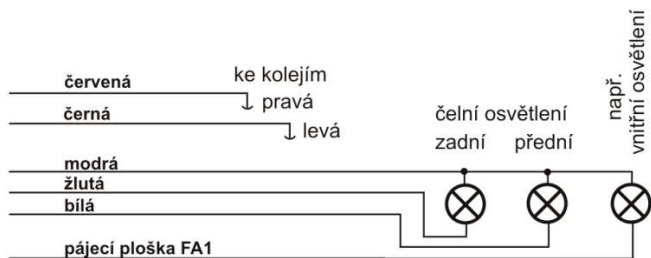 červená
ke kolejím
pravá
černá
levá
čelní osvětlení
zadní
přední
např.
vnitřní osvětlení
modrá
žlutá
bílá
pájecí ploška FA1